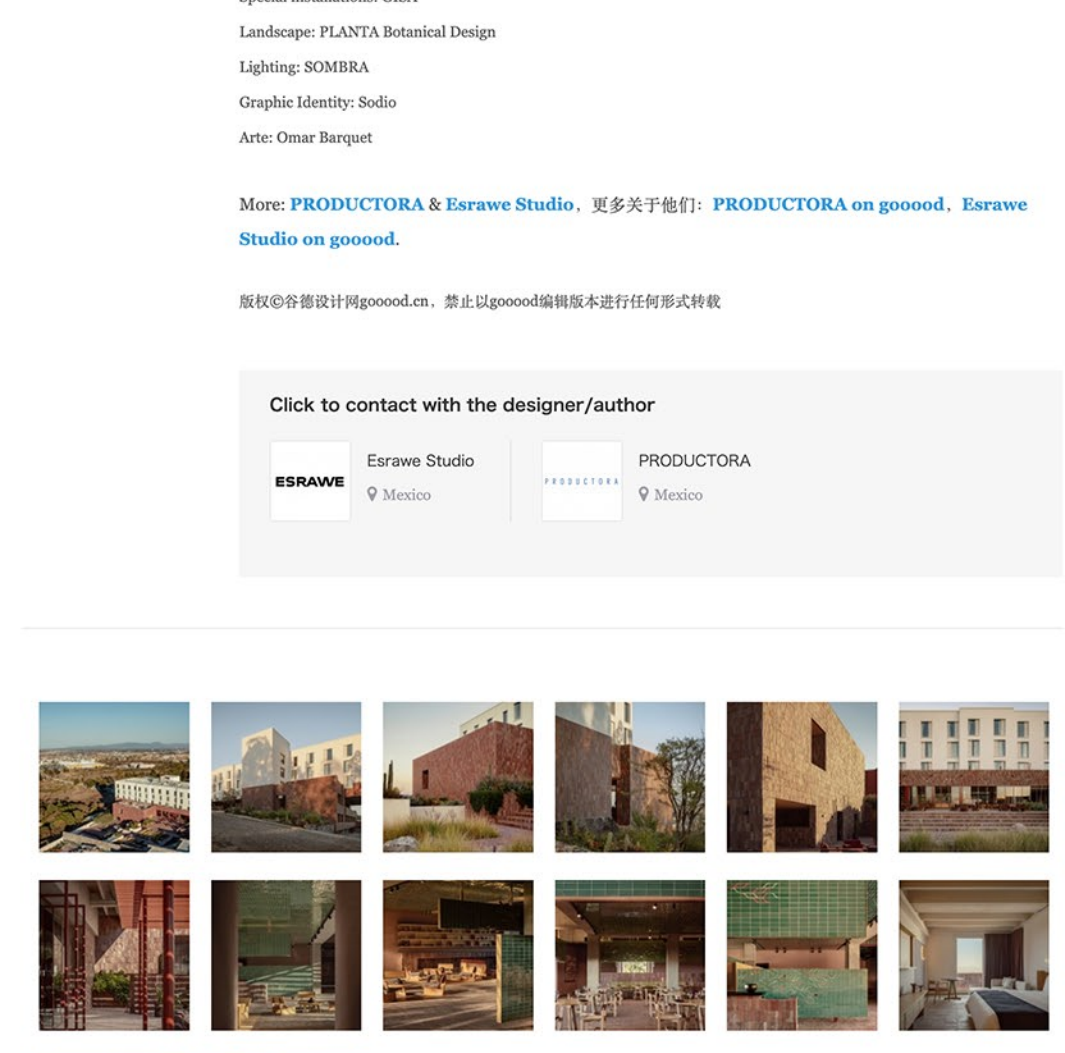 Special Installations: GISA
Landscape: PLANTA Botanical Design
Lighting: SOMBRA
Graphic Identity: Sodio
Arte: Omar Barquet
More: PRODUCTORA & Esrawe Studio，更多关于他们：PRODUCTORA on gooood，Esrawe
Studio on gooood.
版权©谷德设计网gooood.cn，禁止以gooood编辑版本进行任何形式转载
Click to contact with the designer/author
ESRAWE
Esrawe Studio
Mexico
PRODUCTORA
PRODUCTORA
Mexico